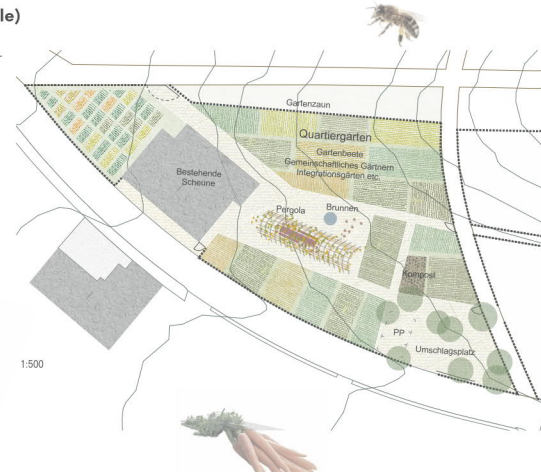 le)
Gartenzaun
Quartiergarten
Gartenbeete
Gemeinschaftliches Gärtnern
Integrationsgärten etc.
Bestehende
Scheune
Pergola
Brunnen
Kompost
PP
Umschlagsplatz
1:500